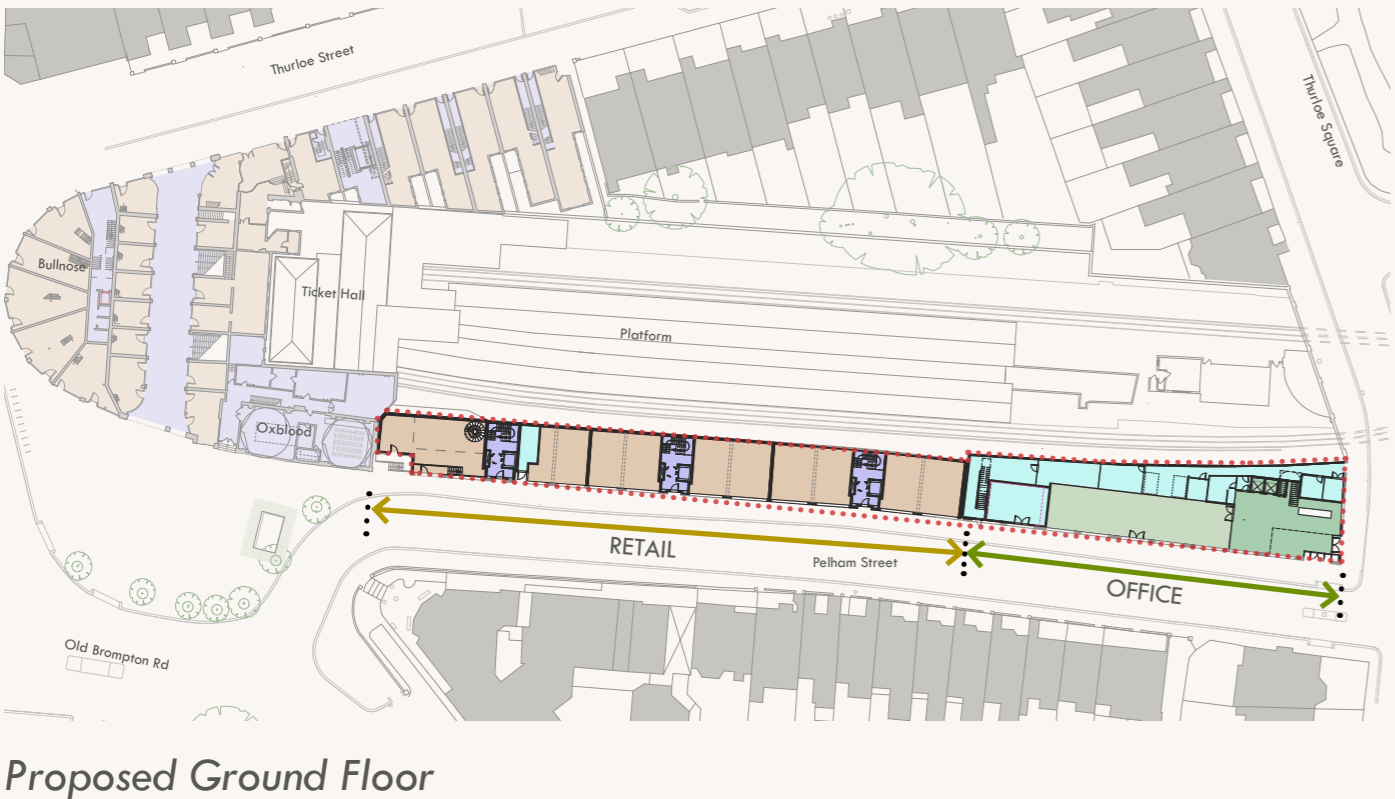 Thurloe Street
Thurloe Square
Bullnose
Ticket Hall
Platform
Oxblood
RETAIL
Pelham Street
OFFICE
Old Brompton Rd
Proposed Ground Floor